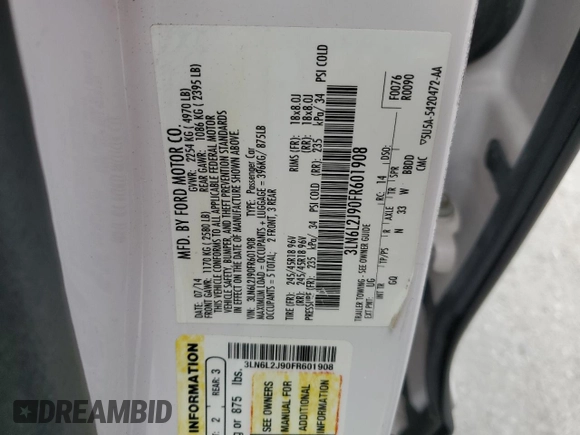 MFD. BY FORD MOTOR CO.
DATE: 07/14 GVWR: 2254 KG ( 4970 LB)
FRONT GAWR: 1170 KG ( 2580 LB) REAR GAWR: 1086 KG ( 2395 LB)
THIS VEHICLE CONFORMS TO ALL APPLICABLE FEDERAL MOTOR
VEHICLE SAFETY, BUMPER, AND THEFT PREVENTION STANDARDS
IN EFFECT ON THE DATE OF MANUFACTURE SHOWN ABOVE.
VIN: 3LN6L2J90FR601908 TYPE: Passenger Car
MAXIMUM LOAD = OCCUPANTS + LUGGAGE = 396KG/ 875LB
OCCUPANTS = 5 TOTAL: 2 FRONT, 3 REAR
TIRE (FR): 245/45R18 96V RIMS (FR): 18x8.0J
(RR): 245/45R18 96V (RR): 18x8.0J
PRESSURE (FR): 235 kPa/ 34 PSI COLD (RR): 235 kPa/ 34 PSI COLD
3LN6L2J90FR601908
F0076
R0090
TRAILER TOWING - SEE OWNER GUIDE
EXT PNT: UG RC: 14 DSO:
INT TR TP/PS R AXLE TR SPR
GQ N 33 W BBDD
CMC
5U5A-5420472-AA
3LN6L2J90FR601908
INFORMATION
2 REAR: 3
or 875 lbs.
SEE OWNERS
MANUAL FOR
ADDITIONAL
INFORMATION
AUTOBIDCAR